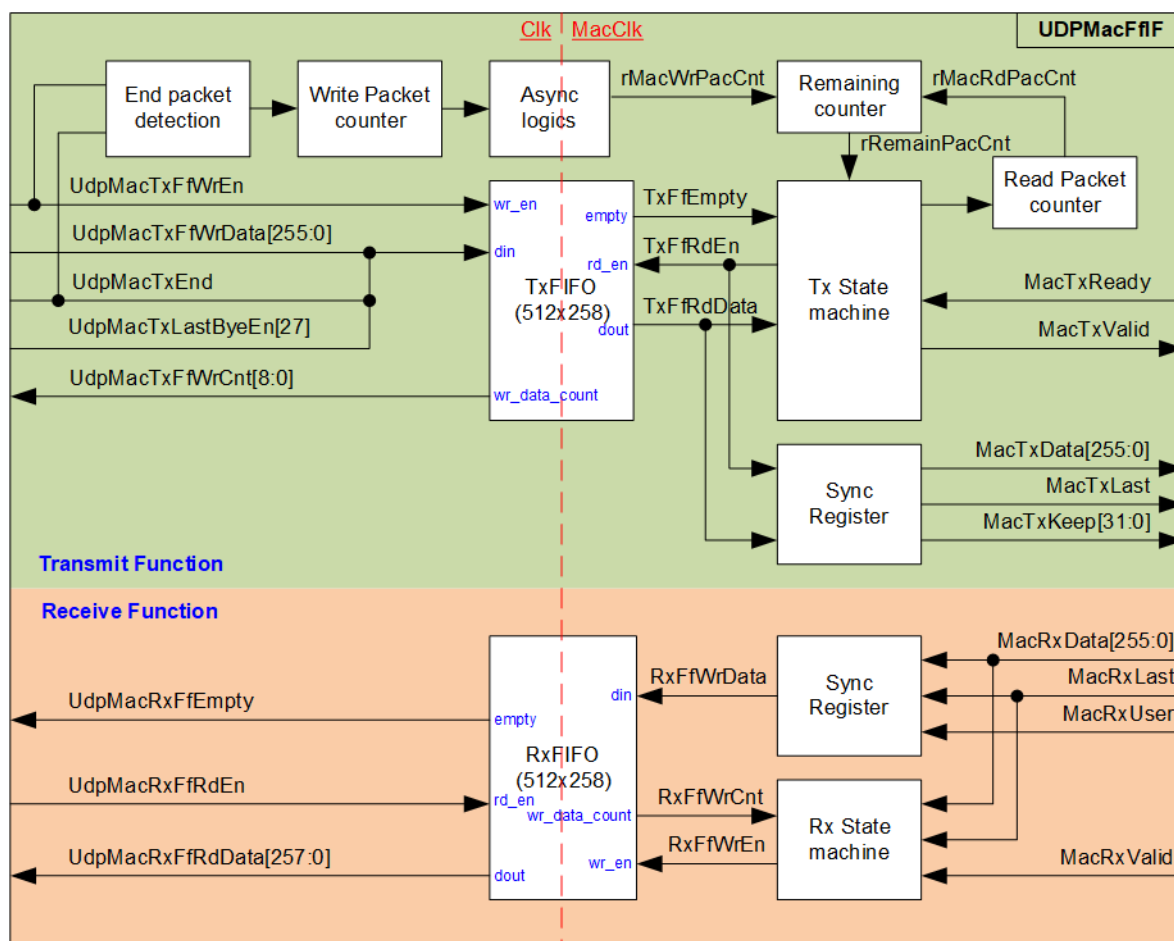 Clk MacClk
UDPMacFfIF
End packet
detection
Write Packet
counter
Async
logics
rMacWrPacCnt
Remaining
counter
rMacRdPacCnt
rRemainPacCnt
Read Packet
counter
UdpMacTxFfWrEn
UdpMacTxFfWrData[255:0]
UdpMacTxEnd
UdpMacTxLastByeEn[27]
UdpMacTxFfWrCnt[8:0]
wr_en
din
empty
rd_en
TxFIFO
(512x258)
dout
wr_data_count
TxFfEmpty
TxFfRdEn
TxFfRdData
Tx State
machine
MacTxReady
MacTxValid
Sync
Register
MacTxData[255:0]
MacTxLast
MacTxKeep[31:0]
Transmit Function
Receive Function
UdpMacRxFfEmpty
UdpMacRxFfRdEn
UdpMacRxFfRdData[257:0]
din
empty
RxFIFO
(512x258)
rd_en
wr_data_count
wr_en
dout
RxFfWrData
RxFfWrCnt
RxFfWrEn
Sync
Register
Rx State
machine
MacRxData[255:0]
MacRxLast
MacRxUser
MacRxValid